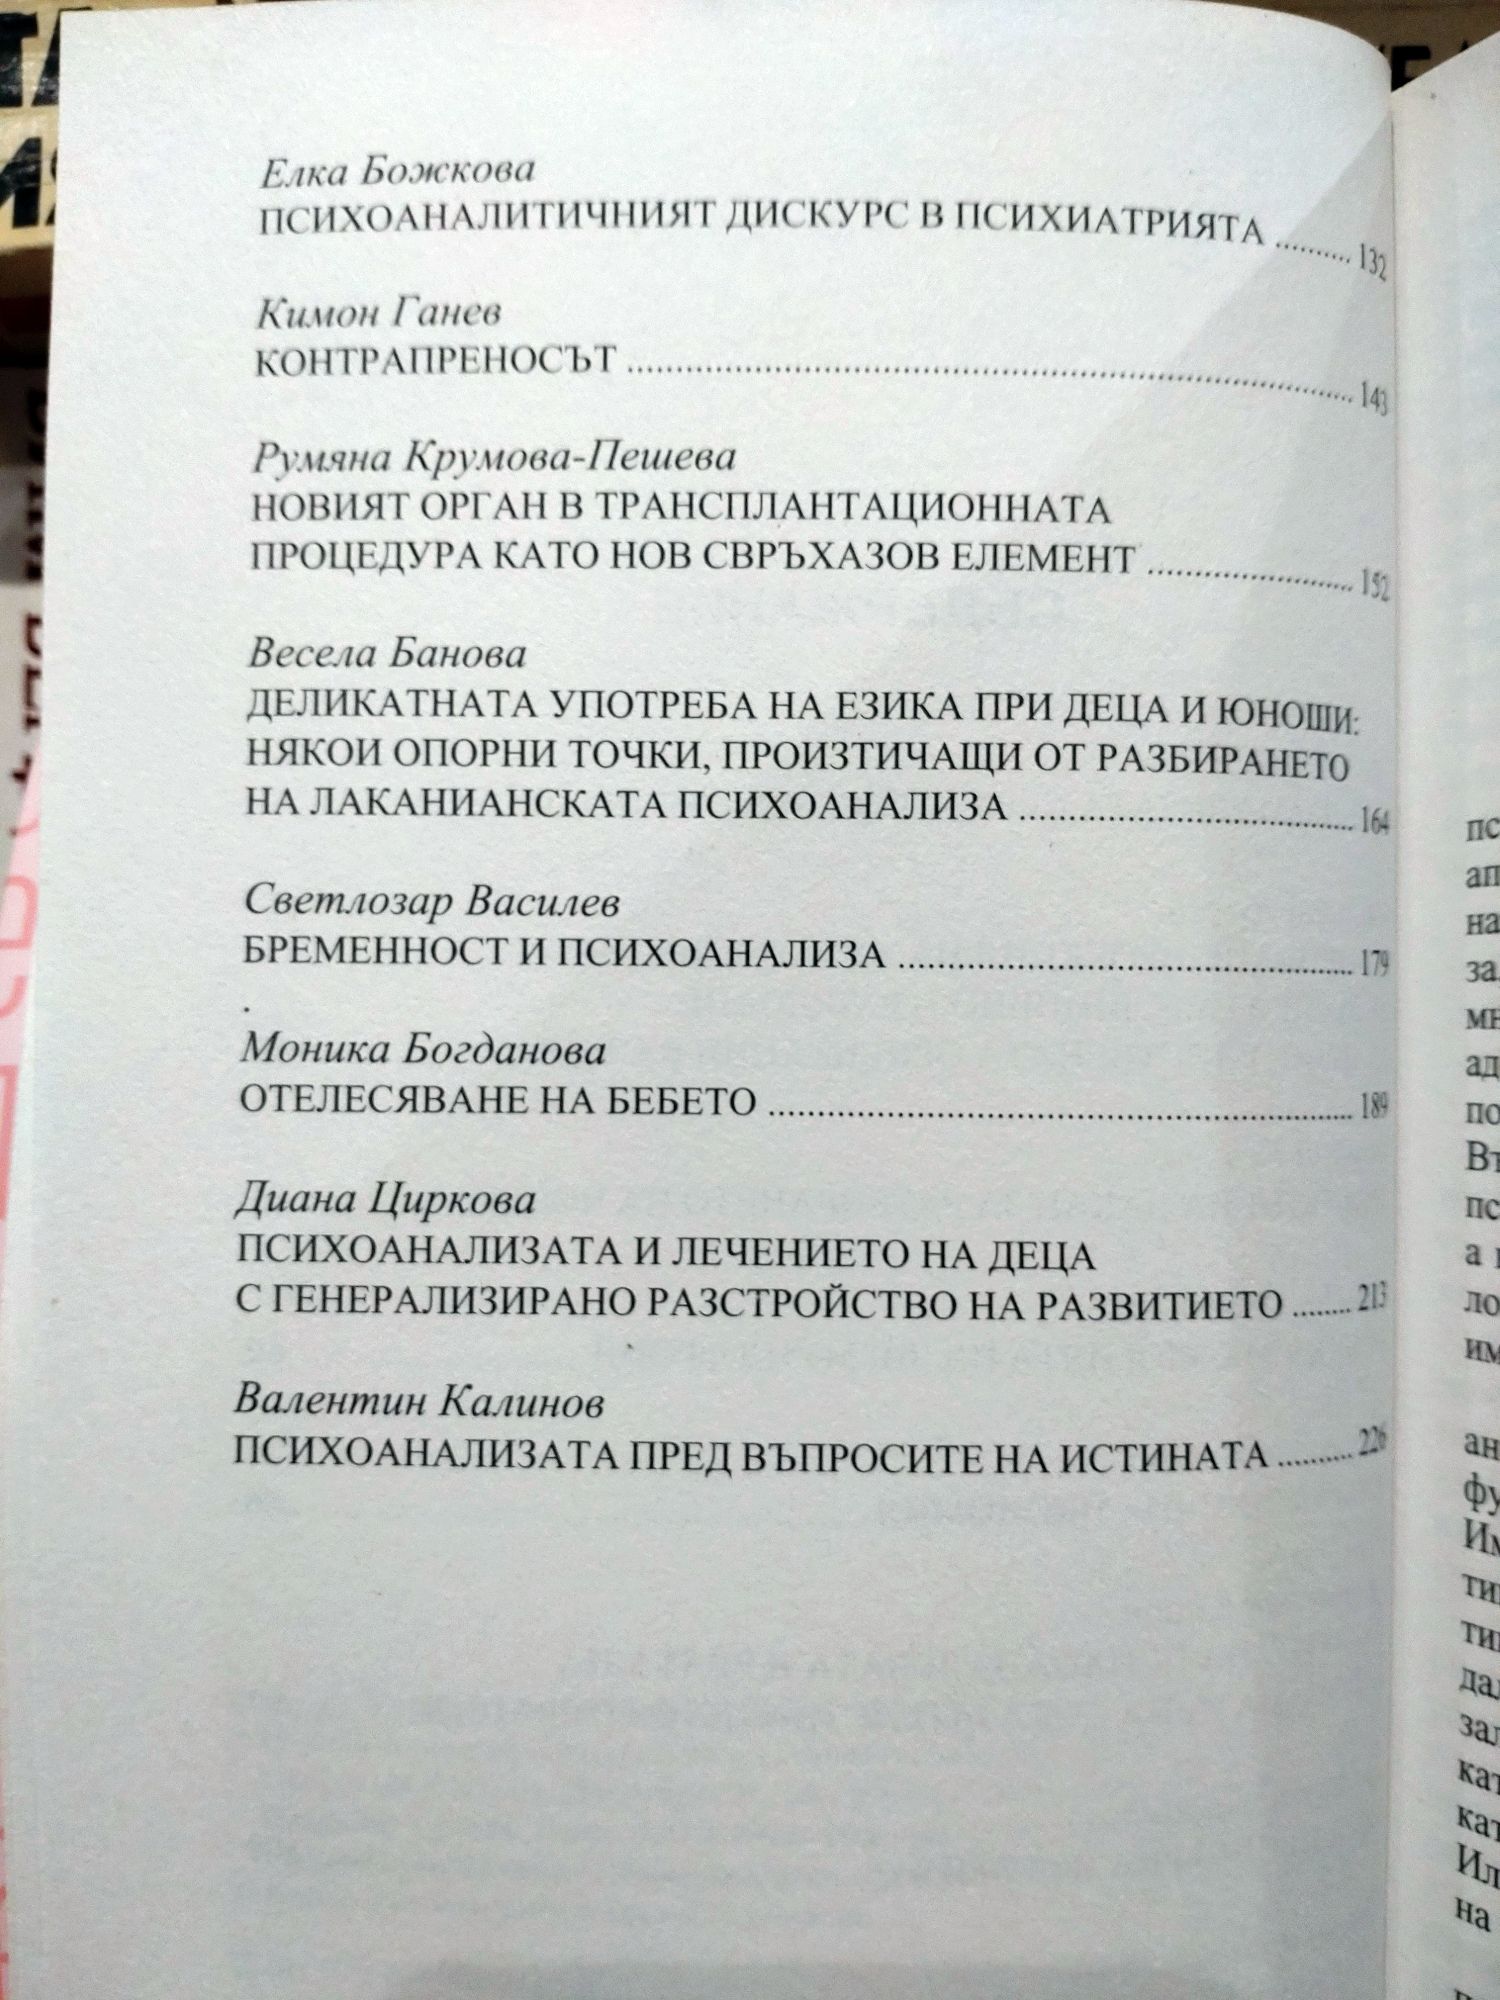 Елка Божкова
ПСИХОАНАЛИТИЧНИЯТ ДИСКУРС В ПСИХИАТРИЯТА .......... 132
Кимон Ганев
КОНТРАПРЕНОСЪТ .......... 143
Румяна Крумова-Пешева
НОВИЯТ ОРГАН В ТРАНСПЛАНТАЦИОННАТА
ПРОЦЕДУРА КАТО НОВ СВРЪХАЗОВ ЕЛЕМЕНТ .......... 152
Весела Банова
ДЕЛИКАТНАТА УПОТРЕБА НА ЕЗИКА ПРИ ДЕЦА И ЮНОШИ:
НЯКОИ ОПОРНИ ТОЧКИ, ПРОИЗТИЧАЩИ ОТ РАЗБИРАНЕТО
НА ЛАКАНИАНСКАТА ПСИХОАНАЛИЗА .......... 164
Светлозар Василев
БРЕМЕННОСТ И ПСИХОАНАЛИЗА .......... 179
Моника Богданова
ОТЕЛЕСЯВАНЕ НА БЕБЕТО .......... 189
Диана Циркова
ПСИХОАНАЛИЗАТА И ЛЕЧЕНИЕТО НА ДЕЦА
С ГЕНЕРАЛИЗИРАНО РАЗСТРОЙСТВО НА РАЗВИТИЕТО ........ 213
Валентин Калинов
ПСИХОАНАЛИЗАТА ПРЕД ВЪПРОСИТЕ НА ИСТИНАТА ..........